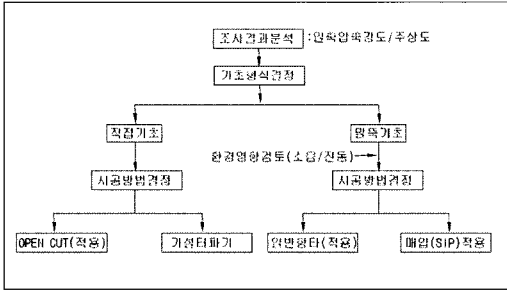 조사결과분석 :일축압축강도/주상도
기초형식결정
직접기초
말뚝기초
환경영향검토(소음/진동)
시공방법결정
시공방법결정
OPEN CUT(적용)
가설터파기
일반항타(적용)
매입(SIP)적용